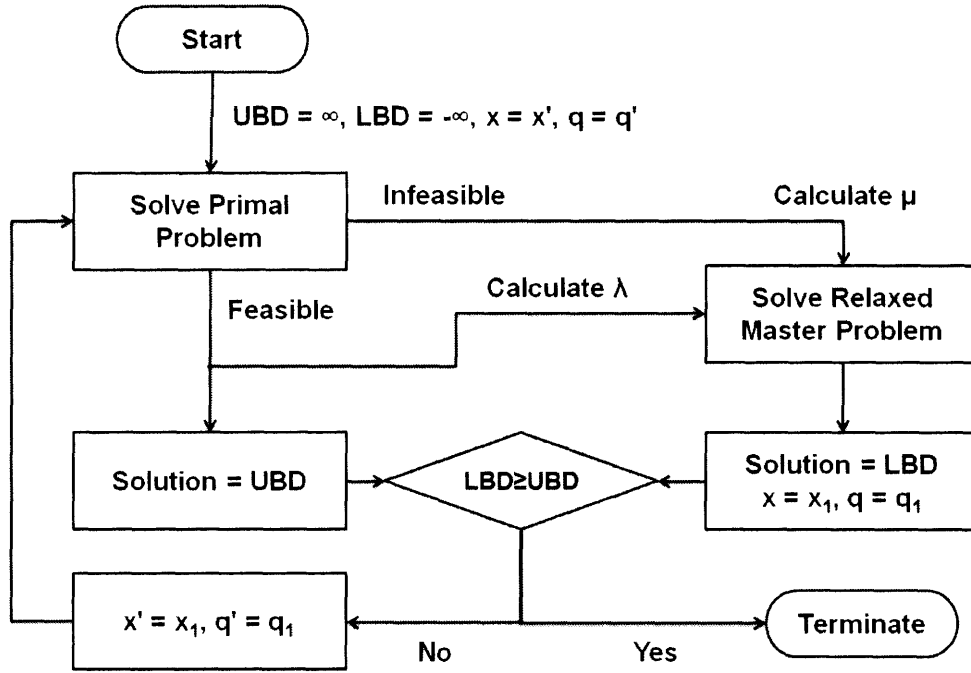 Start
UBD = ∞, LBD = -∞, x = x', q = q'
Solve Primal
Problem
Infeasible
Calculate μ
Feasible
Calculate λ
Solve Relaxed
Master Problem
Solution = UBD
LBD≥UBD
Solution = LBD
x = x₁, q = q₁
x' = x₁, q' = q₁
No
Yes
Terminate